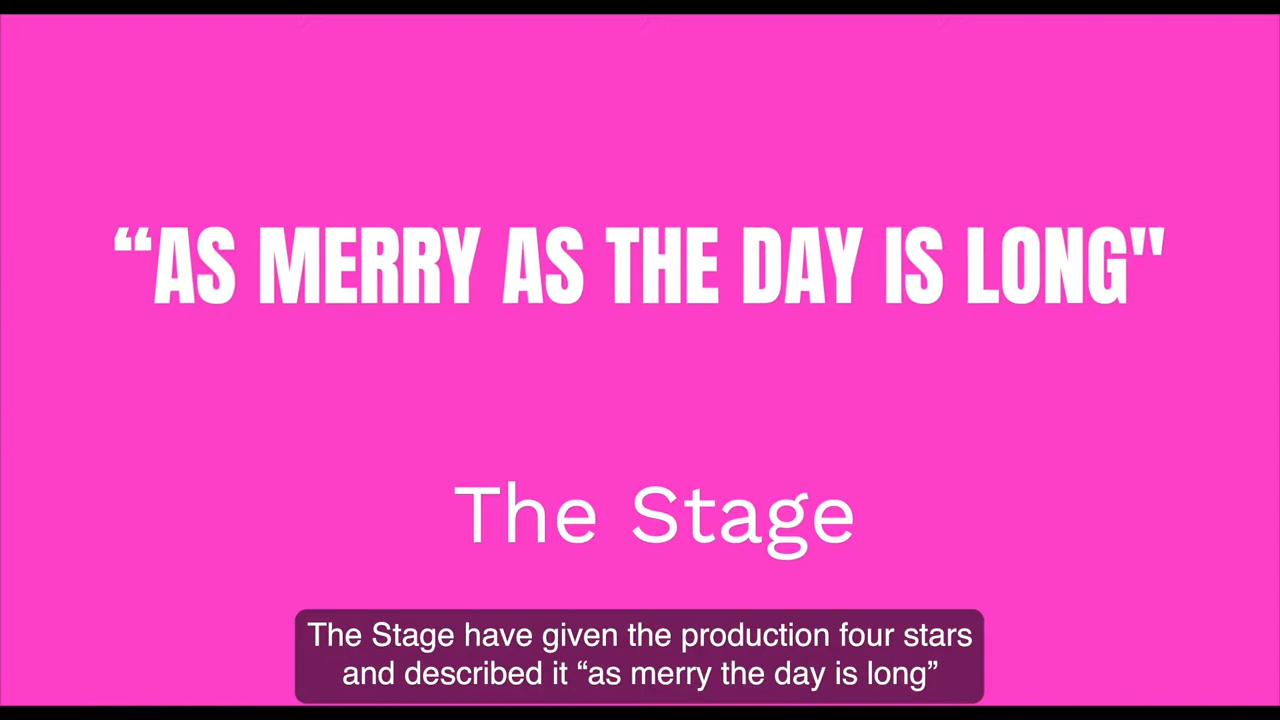 “AS MERRY AS THE DAY IS LONG"
The Stage
The Stage have given the production four stars
and described it “as merry the day is long”